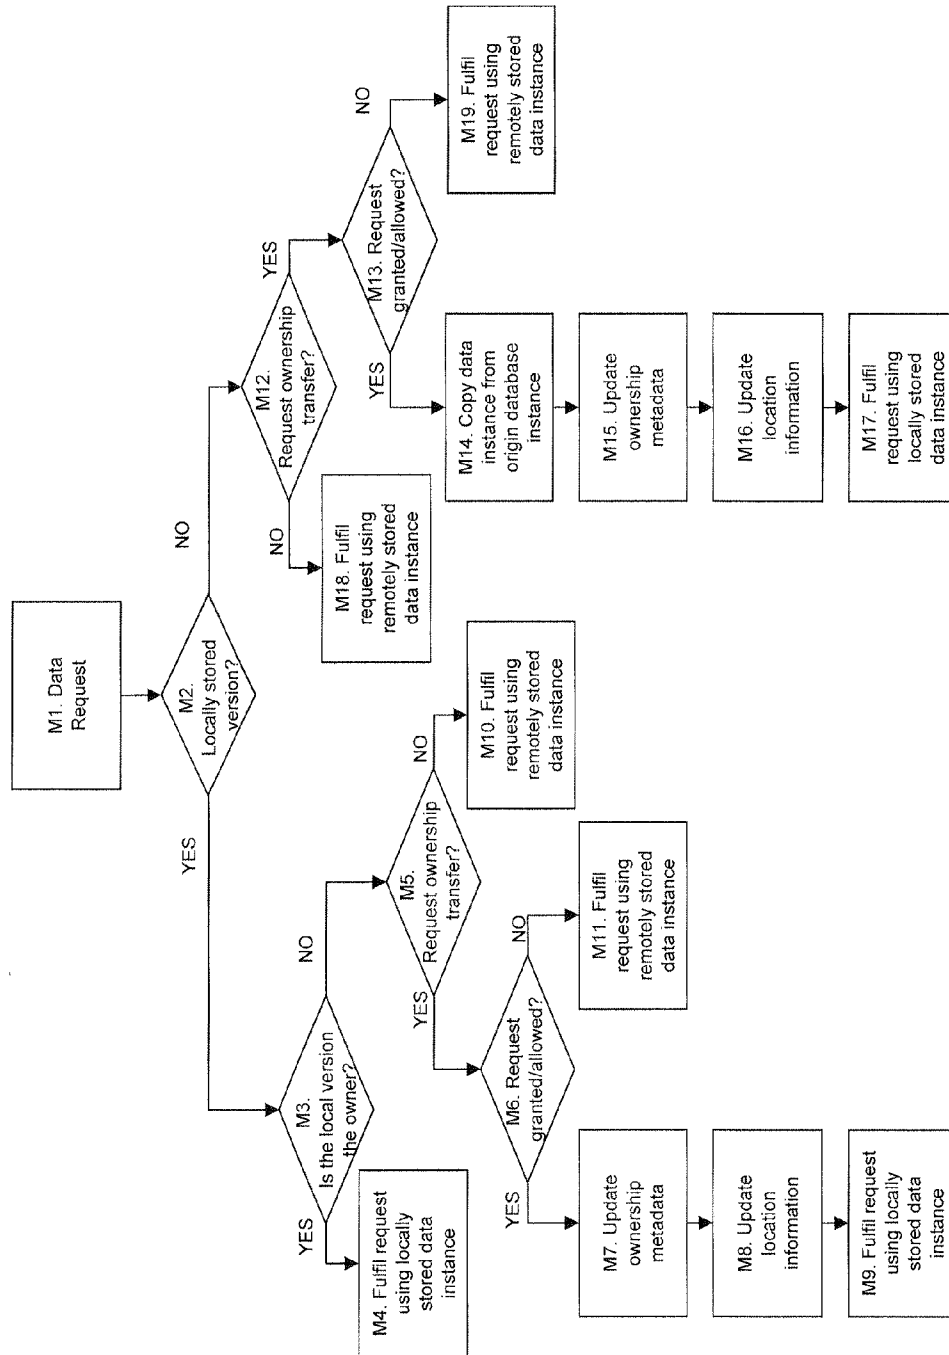 M1. Data
Request
M2.
Locally stored
version?
YES
NO
M3.
Is the local version
the owner?
YES
NO
M4. Fulfil request
using locally
stored data
instance
M5.
Request ownership
transfer?
YES
NO
M6. Request
granted/allowed?
YES
NO
M7. Update
ownership
metadata
M8. Update
location
information
M9. Fulfil request
using locally
stored data
instance
M10. Fulfil
request using
remotely stored
data instance
M11. Fulfil
request using
remotely stored
data instance
M12.
Request ownership
transfer?
NO
YES
M13. Request
granted/allowed?
YES
NO
M14. Copy data
instance from
origin database
instance
M15. Update
ownership
metadata
M16. Update
location
information
M17. Fulfil
request using
locally stored
data instance
M18. Fulfil
request using
remotely stored
data instance
M19. Fulfil
request using
remotely stored
data instance